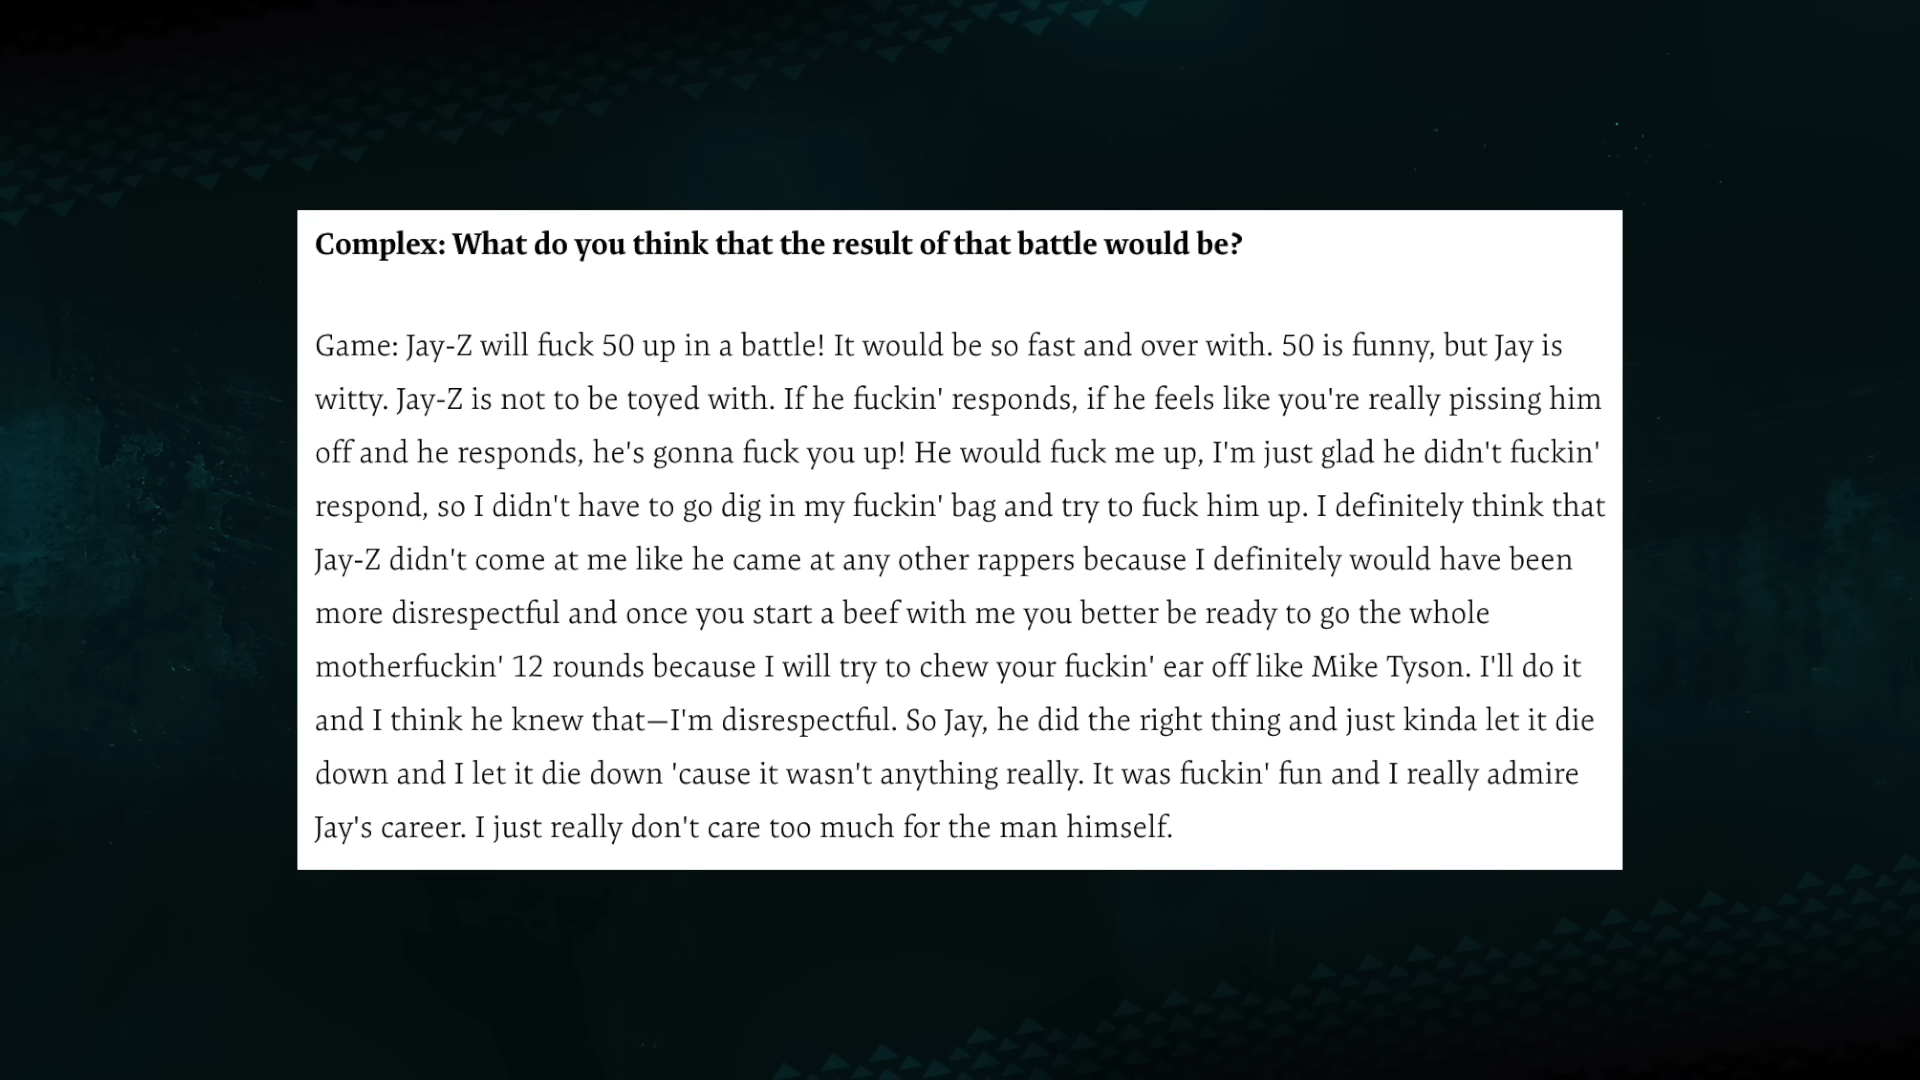 Complex: What do you think that the result of that battle would be?
Game: Jay-Z will fuck 50 up in a battle! It would be so fast and over with. 50 is funny, but Jay is
witty. Jay-Z is not to be toyed with. If he fuckin' responds, if he feels like you're really pissing him
off and he responds, he's gonna fuck you up! He would fuck me up, I'm just glad he didn't fuckin'
respond, so I didn't have to go dig in my fuckin' bag and try to fuck him up. I definitely think that
Jay-Z didn't come at me like he came at any other rappers because I definitely would have been
more disrespectful and once you start a beef with me you better be ready to go the whole
motherfuckin' 12 rounds because I will try to chew your fuckin' ear off like Mike Tyson. I'll do it
and I think he knew that—I'm disrespectful. So Jay, he did the right thing and just kinda let it die
down and I let it die down 'cause it wasn't anything really. It was fuckin' fun and I really admire
Jay's career. I just really don't care too much for the man himself.